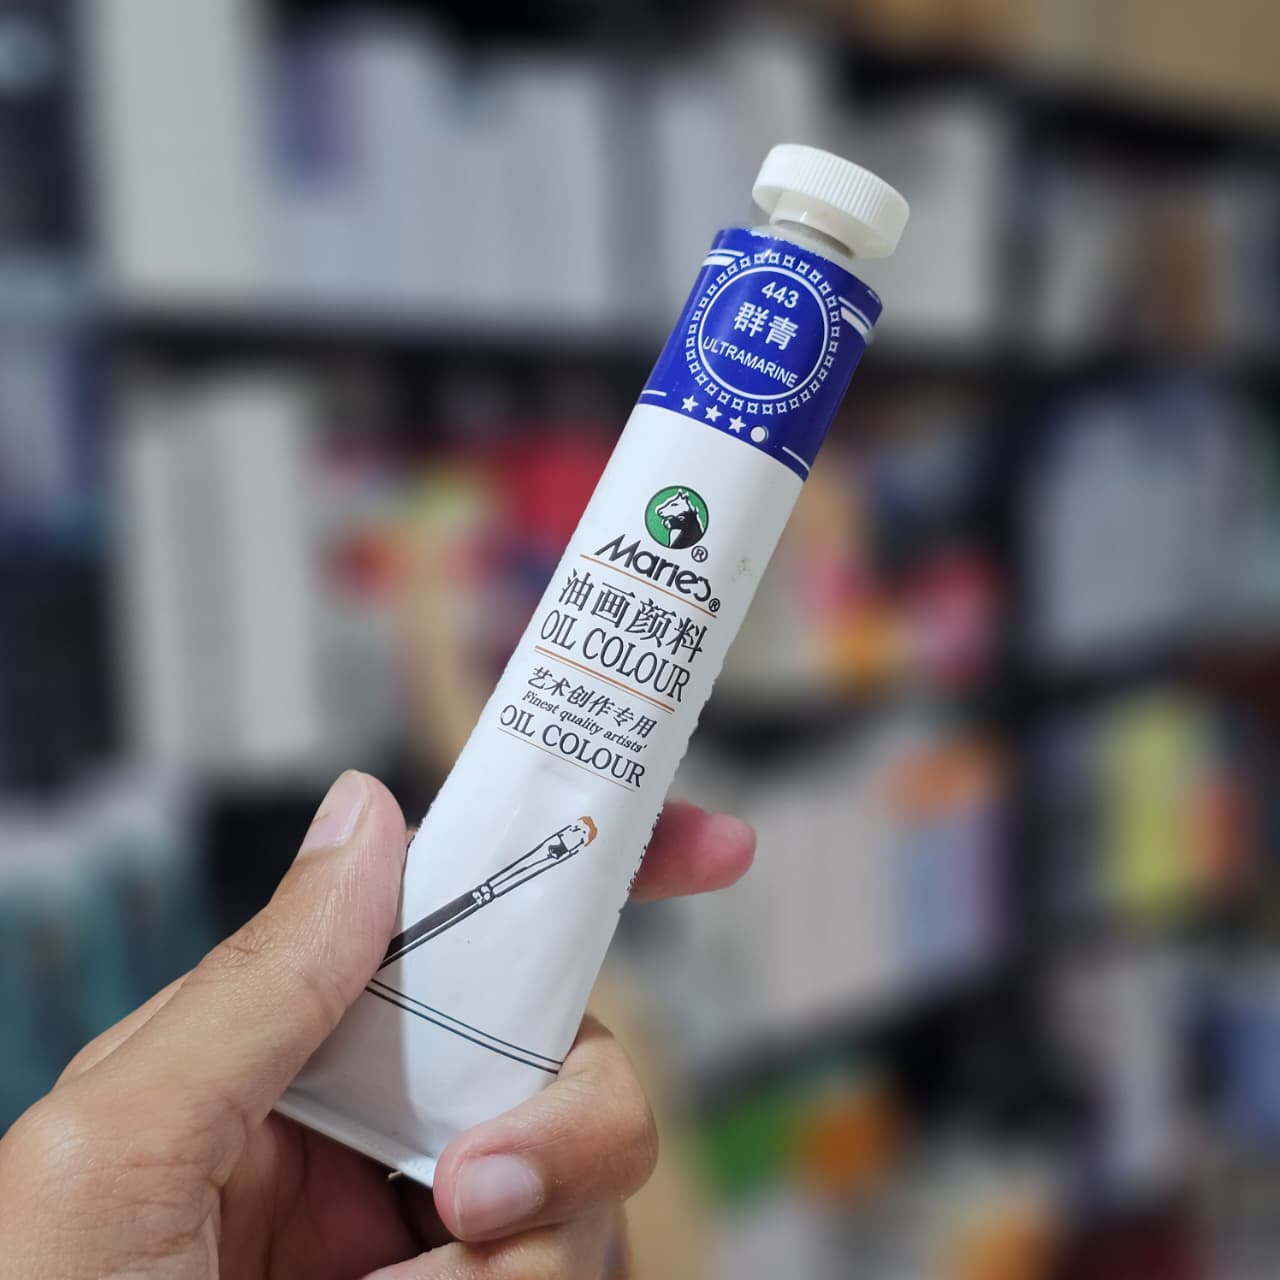 443
群青
ULTRAMARINE
Marie's®
油画颜料
OIL COLOUR
艺术创作专用
Finest quality artists'
OIL COLOUR